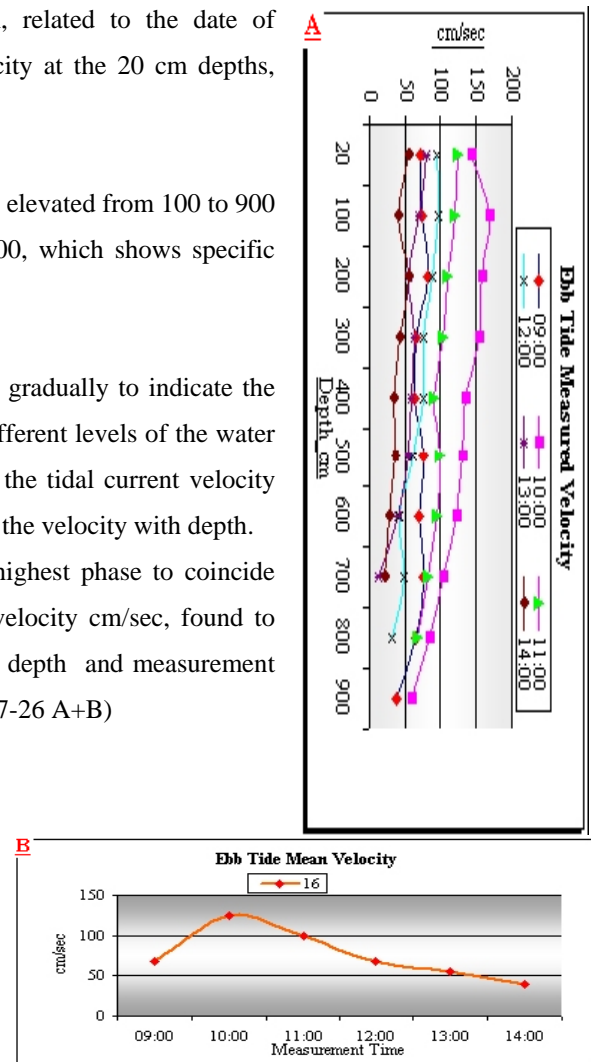 , related to the date of
city at the 20 cm depths,
elevated from 100 to 900
00, which shows specific
gradually to indicate the
ifferent levels of the water
the tidal current velocity
the velocity with depth.
highest phase to coincide
velocity cm/sec, found to
depth and measurement
7-26 A+B)
A
cm/sec
0 50 100 150 200
20 100 200 300 400 500 600 700 800 900
Depth_cm
Ebb Tide Measured Velocity
09:00 10:00 11:00
12:00 13:00 14:00
B
Ebb Tide Mean Velocity
16
cm/sec
150
100
50
0
09:00 10:00 11:00 12:00 13:00 14:00
Measurement Time